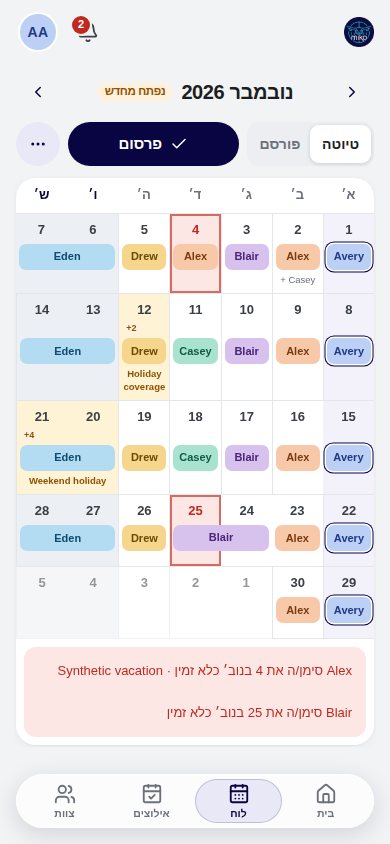 AA
2
miko
נובמבר 2026
נפתח מחדש
טיוטה
פורסם
פרסום
א׳ ב׳ ג׳ ד׳ ה׳ ו׳ ש׳
1 2 3 4 5 6 7
Avery Alex Blair Alex Drew Eden
+ Casey
8 9 10 11 12 13 14
+2
Avery Alex Blair Casey Drew Eden
Holiday coverage
15 16 17 18 19 20 21
+4
Avery Alex Blair Casey Drew Eden
Weekend holiday
22 23 24 25 26 27 28
Avery Alex Blair Drew Eden
29 30 1 2 3 4 5
Avery Alex
Alex סימן/ה את 4 בנוב׳ כלא זמין · Synthetic vacation
Blair סימן/ה את 25 בנוב׳ כלא זמין
בית לוח אילוצים צוות